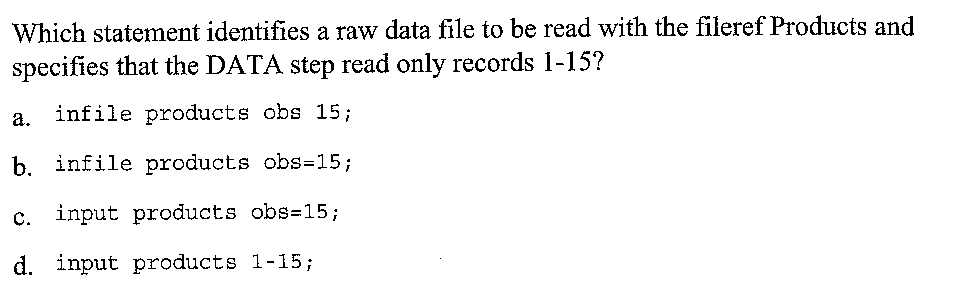 Which statement identifies a raw data file to be read with the fileref Products and
specifies that the DATA step read only records 1-15?
a. infile products obs 15;
b. infile products obs=15;
c. input products obs=15;
d. input products 1-15;